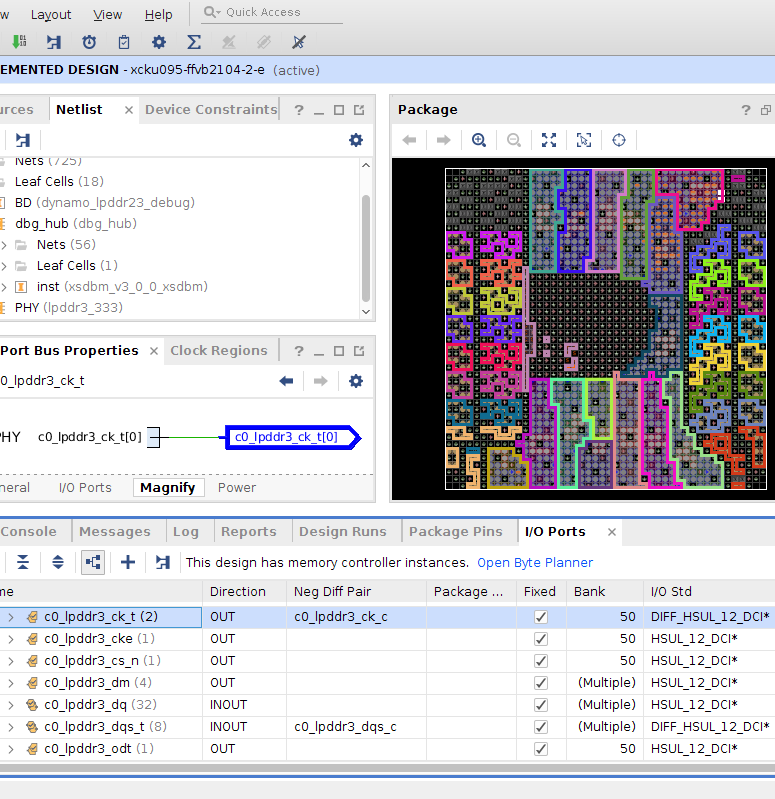 w Layout View Help Quick Access
EMENTED DESIGN - xcku095-ffvb2104-2-e (active)
urces Netlist × Device Constraints ? Package ?
Nets (725)
Leaf Cells (18)
BD (dynamo_lpddr23_debug)
dbg_hub (dbg_hub)
Nets (56)
Leaf Cells (1)
inst (xsdbm_v3_0_0_xsdbm)
PHY (lpddr3_333)
Port Bus Properties × Clock Regions ?
0_lpddr3_ck_t
PHY c0_lpddr3_ck_t[0] c0_lpddr3_ck_t[0]
neral I/O Ports Magnify Power
Console Messages Log Reports Design Runs Package Pins I/O Ports ×
This design has memory controller instances. Open Byte Planner
me Direction Neg Diff Pair Package ... Fixed Bank I/O Std
c0_lpddr3_ck_t (2) OUT c0_lpddr3_ck_c 50 DIFF_HSUL_12_DCI*
c0_lpddr3_cke (1) OUT 50 HSUL_12_DCI*
c0_lpddr3_cs_n (1) OUT 50 HSUL_12_DCI*
c0_lpddr3_dm (4) OUT (Multiple) HSUL_12_DCI*
c0_lpddr3_dq (32) INOUT (Multiple) HSUL_12_DCI*
c0_lpddr3_dqs_t (8) INOUT c0_lpddr3_dqs_c (Multiple) DIFF_HSUL_12_DCI*
c0_lpddr3_odt (1) OUT 50 HSUL_12_DCI*